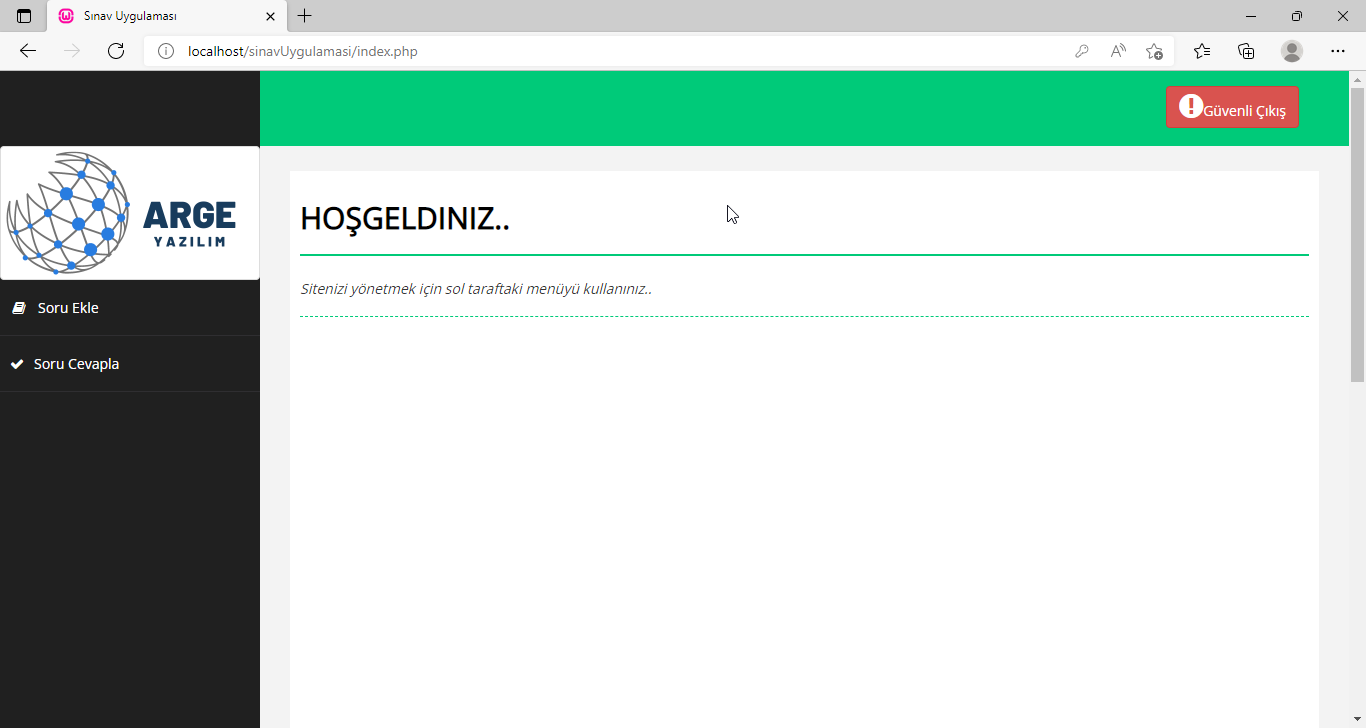 Sınav Uygulaması
localhost/sinavUygulamasi/index.php
Güvenli Çıkış
ARGE
YAZILIM
Soru Ekle
Soru Cevapla
HOŞGELDINIZ..
Sitenizi yönetmek için sol taraftaki menüyü kullanınız..